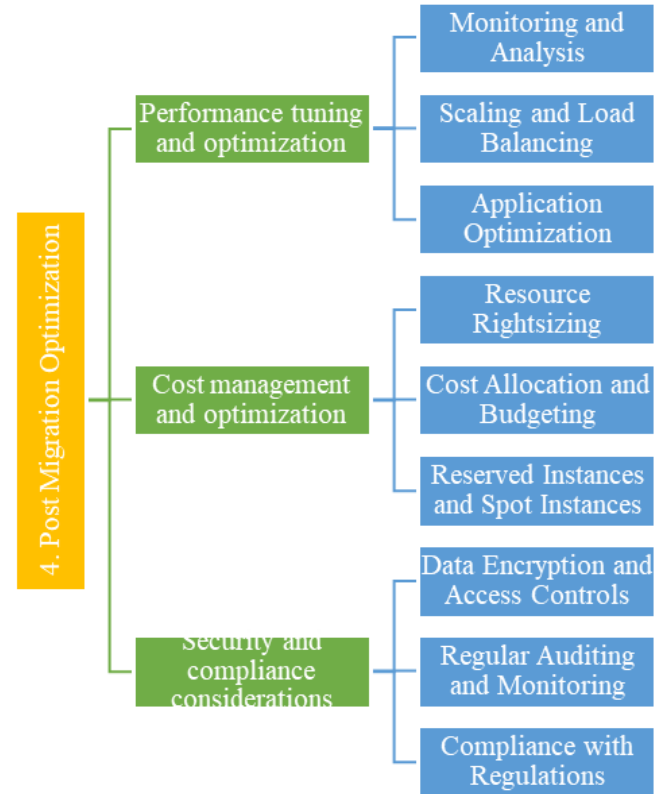 4. Post Migration Optimization
Performance tuning
and optimization
Monitoring and
Analysis
Scaling and Load
Balancing
Application
Optimization
Cost management
and optimization
Resource
Rightsizing
Cost Allocation and
Budgeting
Reserved Instances
and Spot Instances
Security and
compliance
considerations
Data Encryption and
Access Controls
Regular Auditing
and Monitoring
Compliance with
Regulations